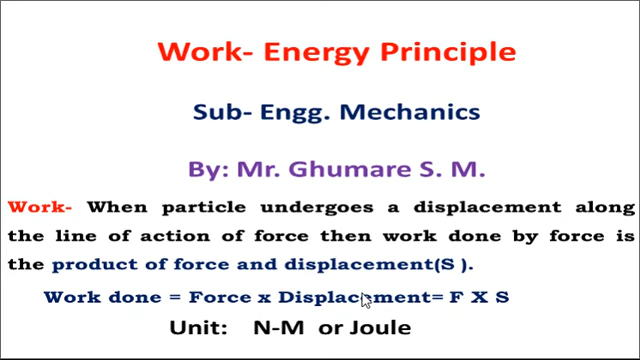 Work- Energy Principle
Sub- Engg. Mechanics
By: Mr. Ghumare S. M.
Work- When particle undergoes a displacement along
the line of action of force then work done by force is
the product of force and displacement(S ).
Work done = Force x Displacement= F X S
Unit: N-M or Joule